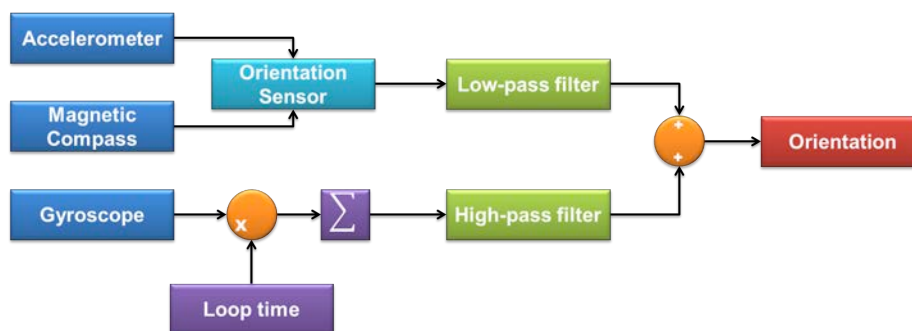 Accelerometer
Orientation
Sensor
Low-pass filter
Magnetic
Compass
+
+
Orientation
Gyroscope
x
∑
High-pass filter
Loop time